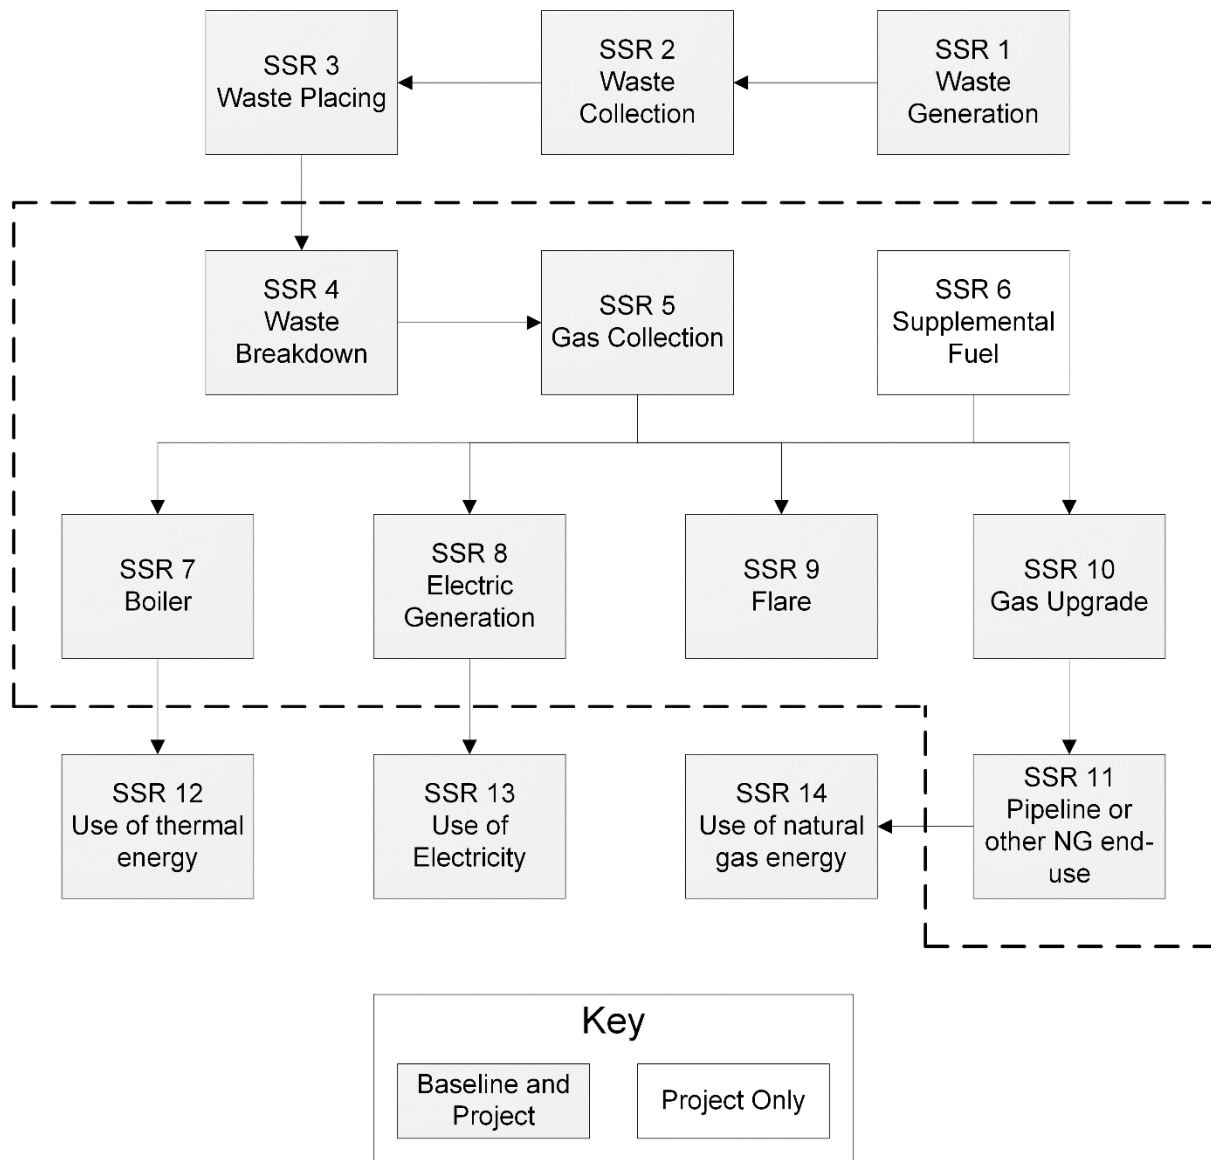 SSR 3
Waste Placing
SSR 2
Waste
Collection
SSR 1
Waste
Generation
SSR 4
Waste
Breakdown
SSR 5
Gas Collection
SSR 6
Supplemental
Fuel
SSR 7
Boiler
SSR 8
Electric
Generation
SSR 9
Flare
SSR 10
Gas Upgrade
SSR 12
Use of thermal
energy
SSR 13
Use of
Electricity
SSR 14
Use of natural
gas energy
SSR 11
Pipeline or
other NG end-
use
Key
Baseline and
Project
Project Only